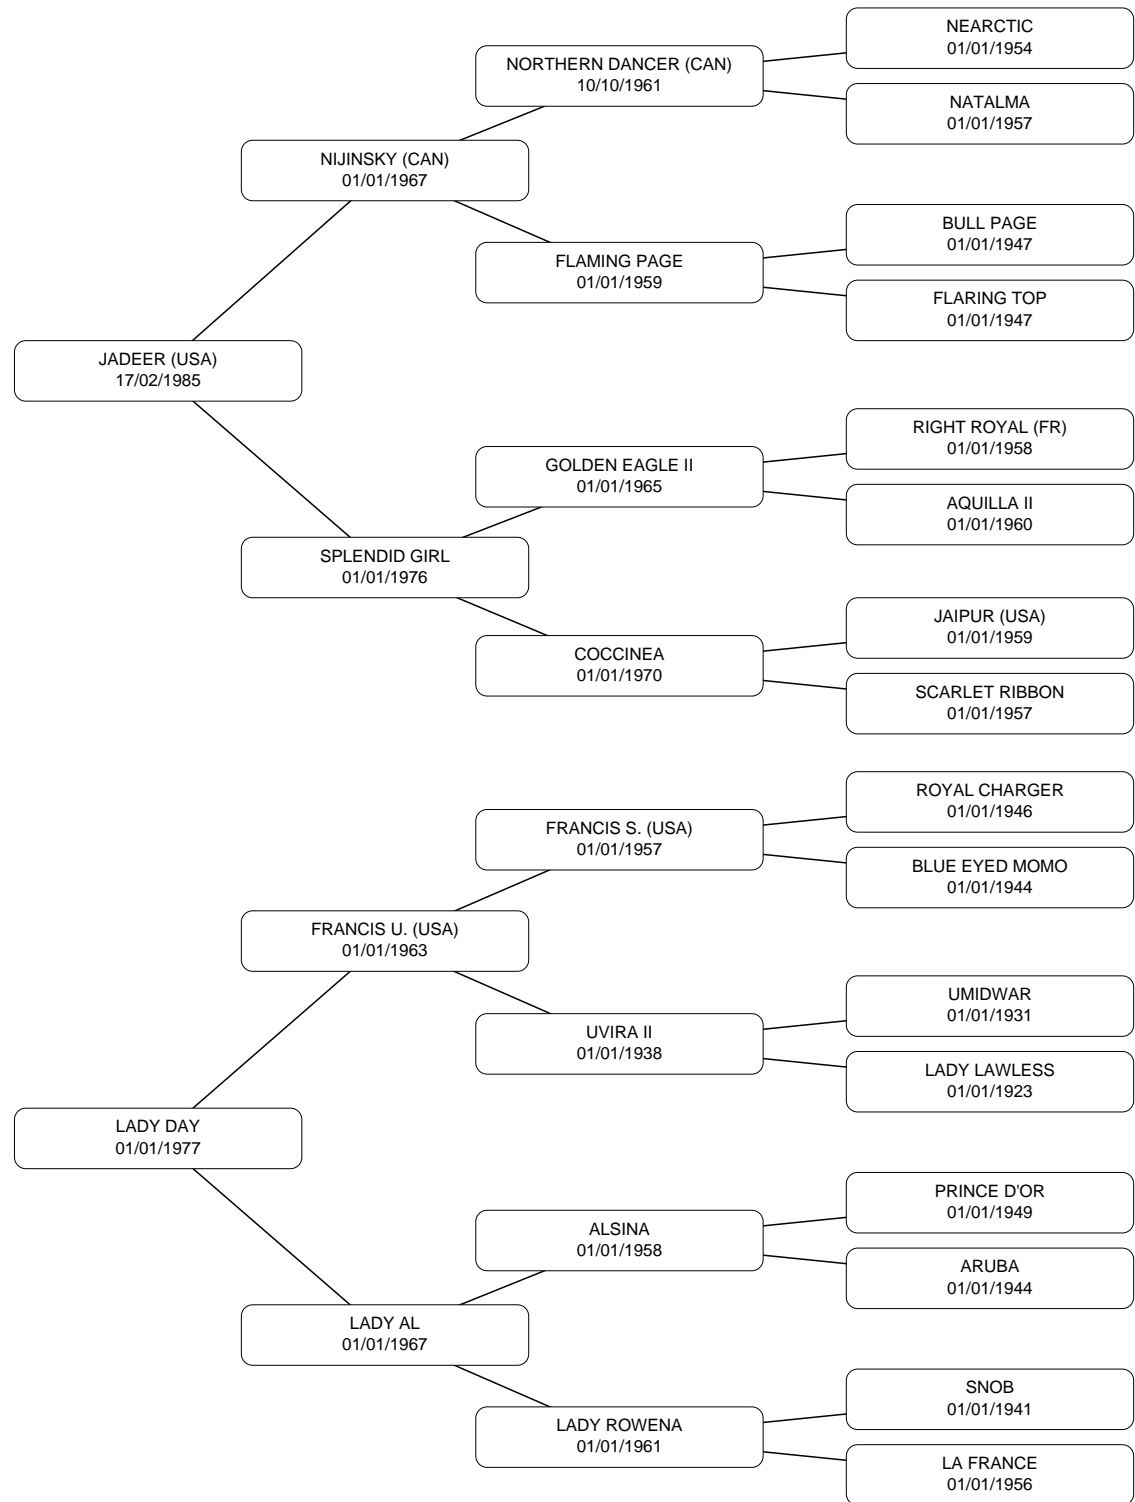 NEARCTIC
01/01/1954
NORTHERN DANCER (CAN)
10/10/1961
NATALMA
01/01/1957
NIJINSKY (CAN)
01/01/1967
BULL PAGE
01/01/1947
FLAMING PAGE
01/01/1959
FLARING TOP
01/01/1947
JADEER (USA)
17/02/1985
RIGHT ROYAL (FR)
01/01/1958
GOLDEN EAGLE II
01/01/1965
AQUILLA II
01/01/1960
SPLENDID GIRL
01/01/1976
JAIPUR (USA)
01/01/1959
COCCINEA
01/01/1970
SCARLET RIBBON
01/01/1957
ROYAL CHARGER
01/01/1946
FRANCIS S. (USA)
01/01/1957
BLUE EYED MOMO
01/01/1944
FRANCIS U. (USA)
01/01/1963
UMIDWAR
01/01/1931
UVIRA II
01/01/1938
LADY LAWLESS
01/01/1923
LADY DAY
01/01/1977
PRINCE D'OR
01/01/1949
ALSINA
01/01/1958
ARUBA
01/01/1944
LADY AL
01/01/1967
SNOB
01/01/1941
LADY ROWENA
01/01/1961
LA FRANCE
01/01/1956